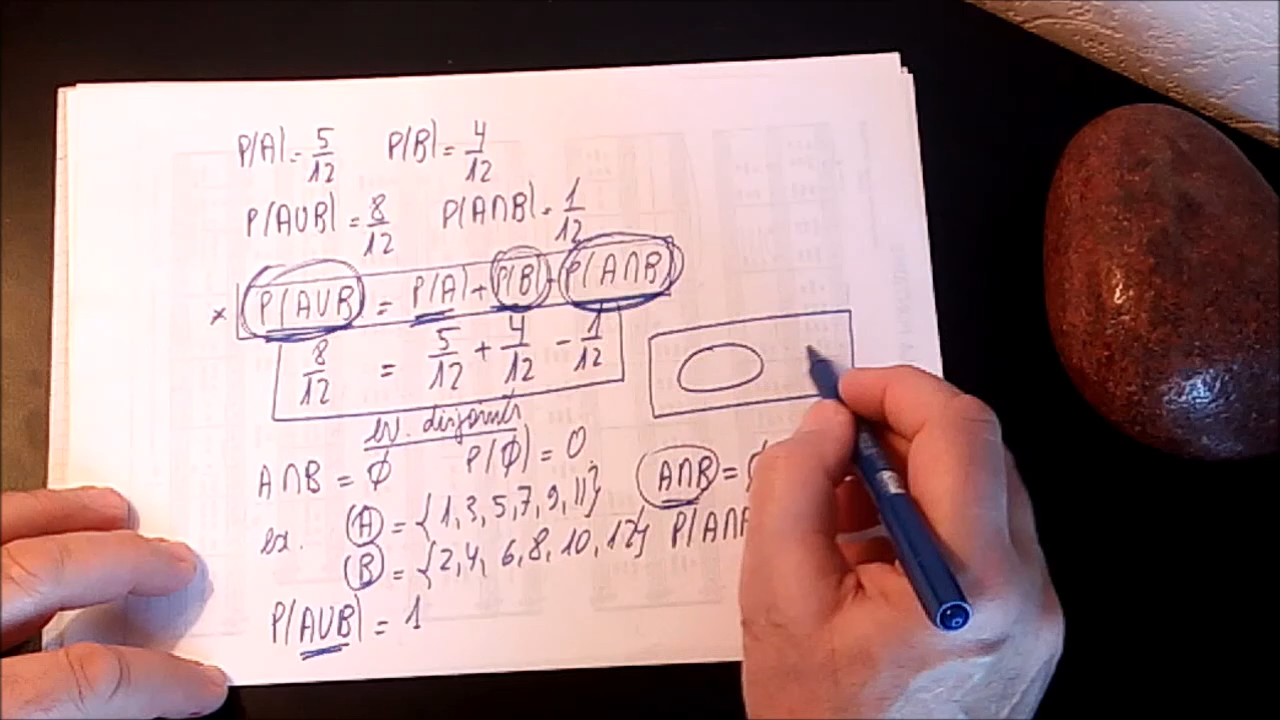 P(A) = 5/12 P(B) = 4/12
P(A∪B) = 8/12 P(A∩B) = 1/12
× P(A∪B) = P(A) + P(B) - P(A∩B)
8/12 = 5/12 + 4/12 - 1/12
ev. disjoints
A∩B = ∅ P(∅) = 0 A∩B = ∅
ex. A = {1, 3, 5, 7, 9, 11}
B = {2, 4, 6, 8, 10, 12} P(A∩
P(A∪B) = 1